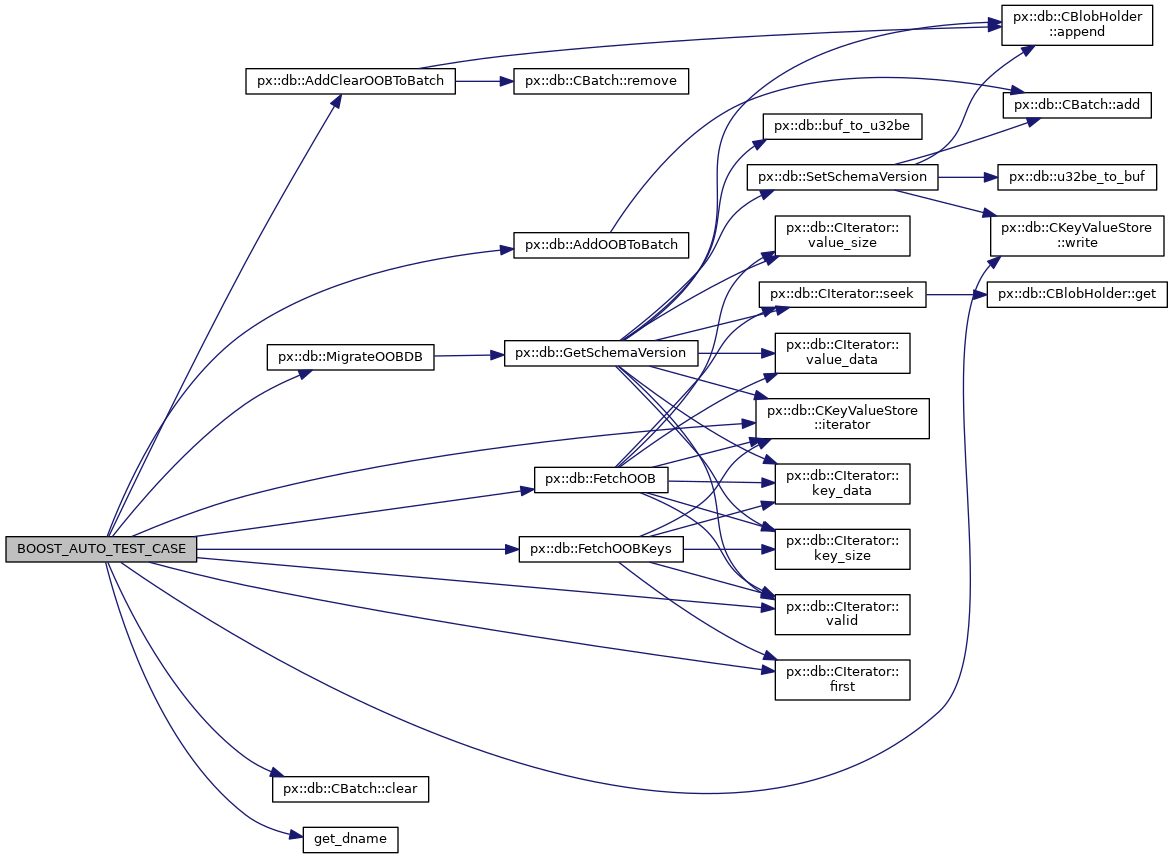 px::db::CBlobHolder
::append
px::db::AddClearOOBToBatch
px::db::CBatch::remove
px::db::CBatch::add
px::db::buf_to_u32be
px::db::SetSchemaVersion
px::db::u32be_to_buf
px::db::AddOOBToBatch
px::db::CIterator::
value_size
px::db::CKeyValueStore
::write
px::db::CIterator::seek
px::db::CBlobHolder::get
px::db::MigrateOOBDB
px::db::GetSchemaVersion
px::db::CIterator::
value_data
px::db::CKeyValueStore
::iterator
px::db::FetchOOB
px::db::CIterator::
key_data
BOOST_AUTO_TEST_CASE
px::db::FetchOOBKeys
px::db::CIterator::
key_size
px::db::CIterator::
valid
px::db::CIterator::
first
px::db::CBatch::clear
get_dname